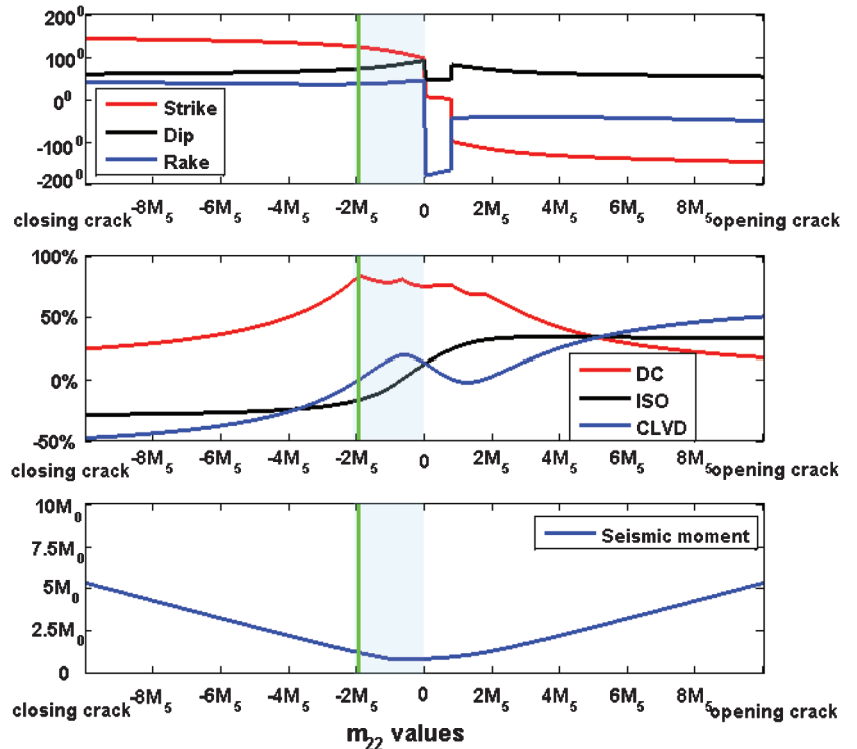 200⁰
100⁰
0⁰
-100⁰
-200⁰
Strike
Dip
Rake
closing crack -8M₅ -6M₅ -4M₅ -2M₅ 0 2M₅ 4M₅ 6M₅ 8M₅ opening crack
100%
50%
0%
-50%
DC
ISO
CLVD
closing crack -8M₅ -6M₅ -4M₅ -2M₅ 0 2M₅ 4M₅ 6M₅ 8M₅ opening crack
10M₀
7.5M₀
5M₀
2.5M₀
0
Seismic moment
closing crack -8M₅ -6M₅ -4M₅ -2M₅ 0 2M₅ 4M₅ 6M₅ 8M₅ opening crack
m₂₂ values